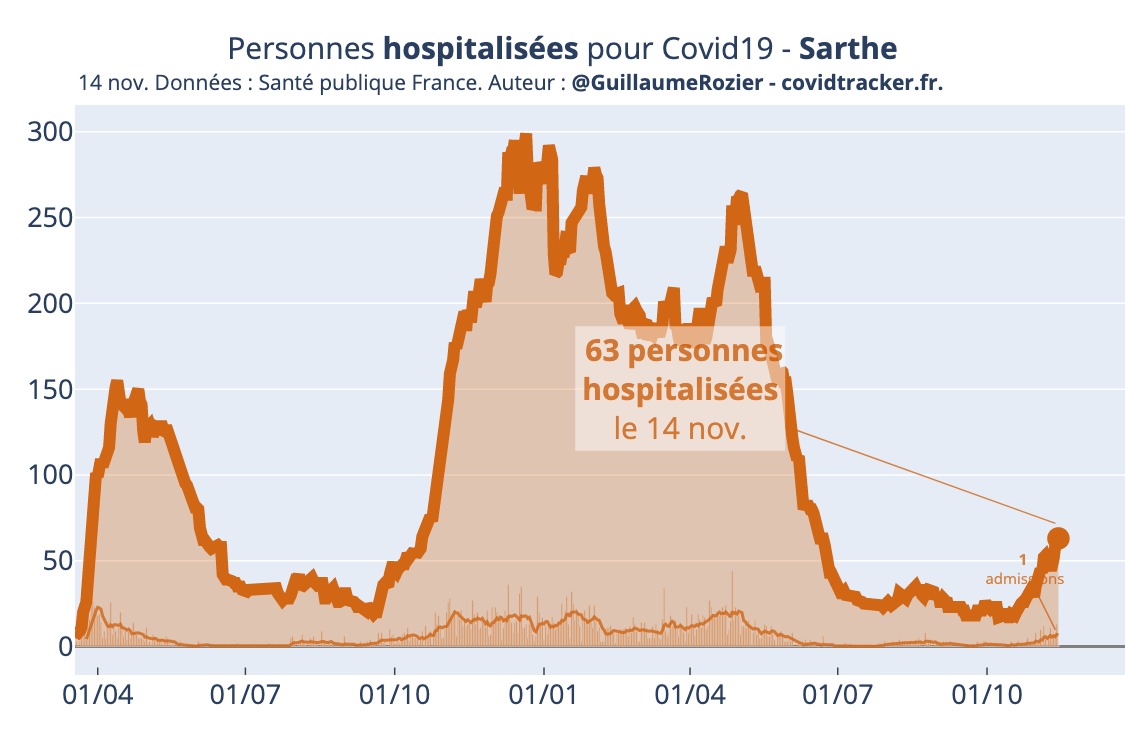 Personnes hospitalisées pour Covid19 - Sarthe
14 nov. Données : Santé publique France. Auteur : @GuillaumeRozier - covidtracker.fr.
300
250
200
150
100
50
0
63 personnes
hospitalisées
le 14 nov.
1
admissions
01/04 01/07 01/10 01/01 01/04 01/07 01/10